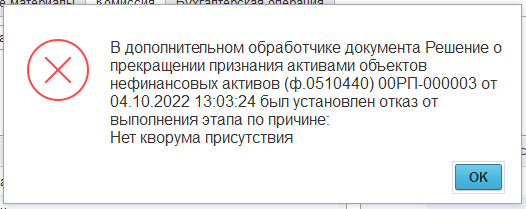 материалы Комиссия Бухгалтерская операция
В дополнительном обработчике документа Решение о
прекращении признания активами объектов
нефинансовых активов (ф.0510440) 00РП-000003 от
04.10.2022 13:03:24 был установлен отказ от
выполнения этапа по причине:
Нет кворума присутствия
OK